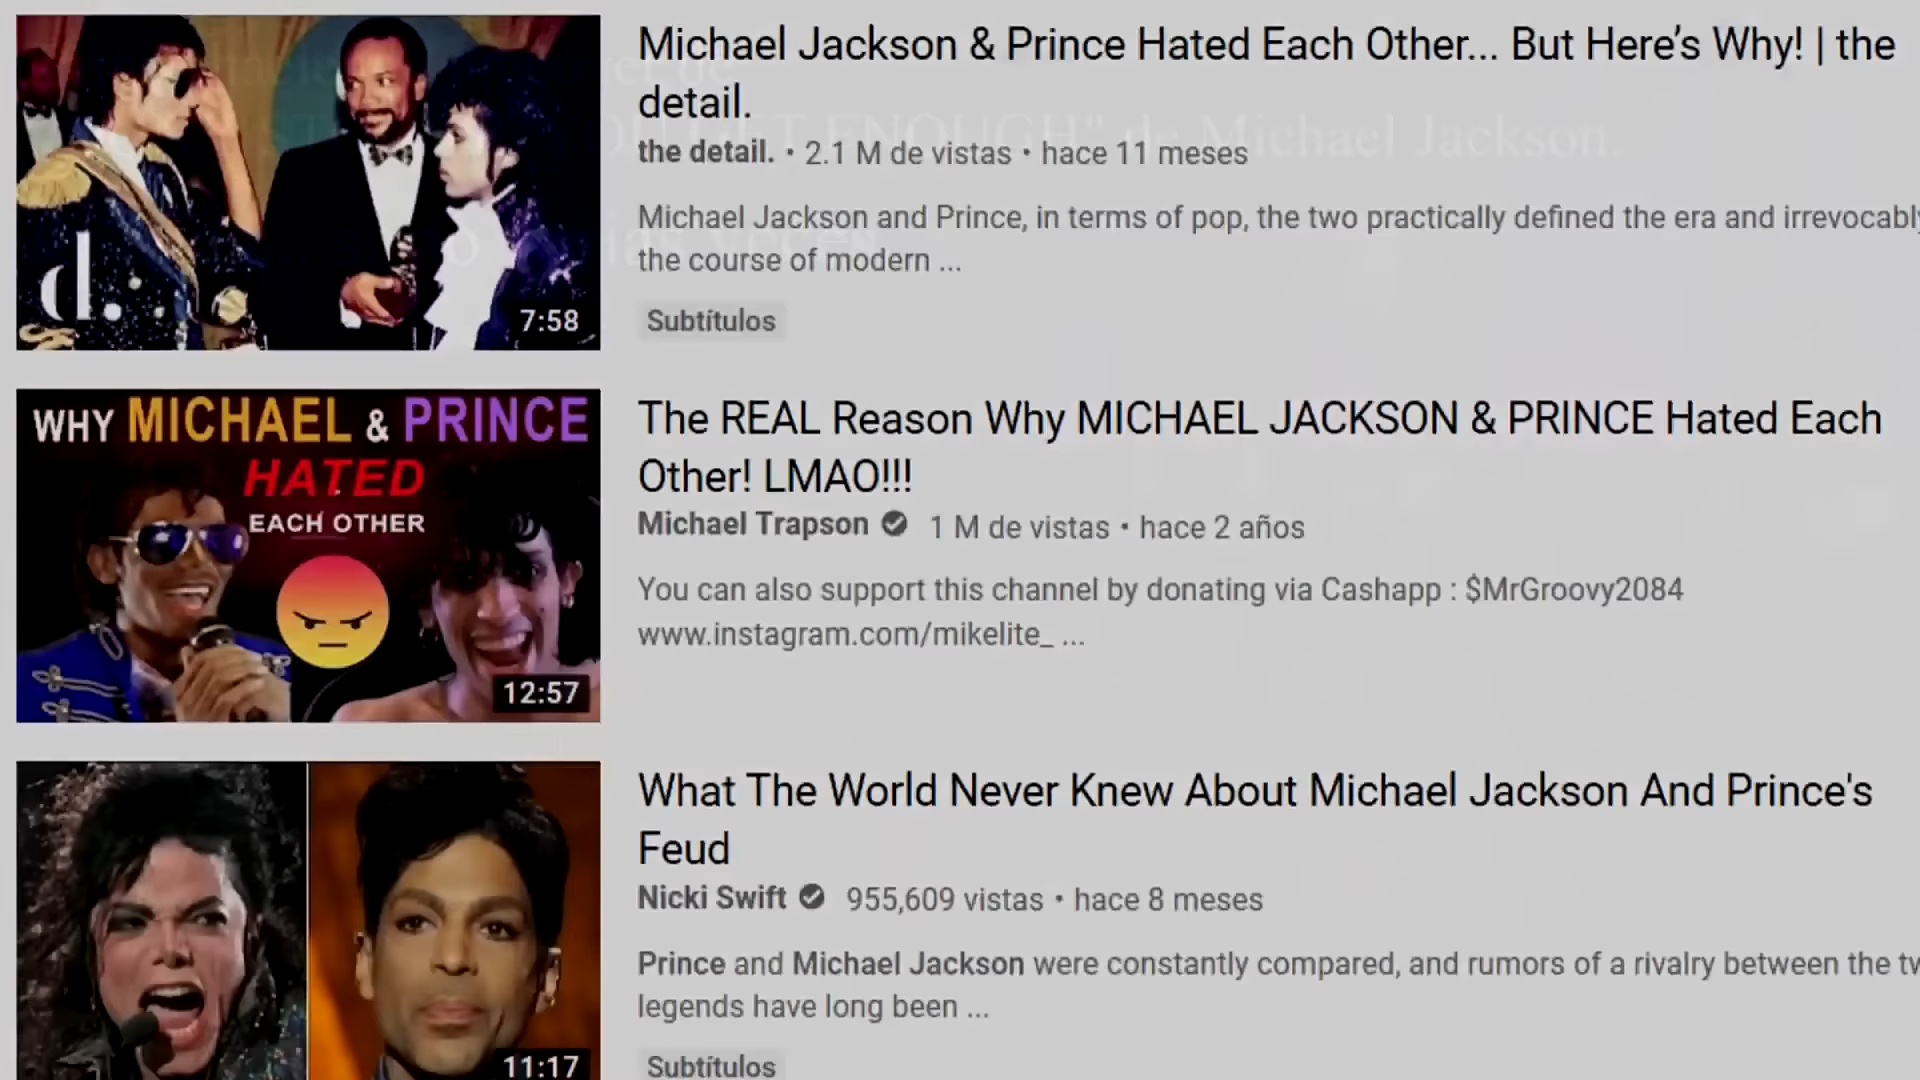 Michael Jackson & Prince Hated Each Other... But Here's Why! | the
detail.
the detail. • 2.1 M de vistas • hace 11 meses
Michael Jackson and Prince, in terms of pop, the two practically defined the era and irrevocably
the course of modern ...
Subtítulos
d.
7:58
OU GET ENOUGH" de Michael Jackson.
WHY MICHAEL & PRINCE
HATED
EACH OTHER
12:57
The REAL Reason Why MICHAEL JACKSON & PRINCE Hated Each
Other! LMAO!!!
Michael Trapson 1 M de vistas • hace 2 años
You can also support this channel by donating via Cashapp : $MrGroovy2084
www.instagram.com/mikelite_ ...
What The World Never Knew About Michael Jackson And Prince's
Feud
Nicki Swift 955,609 vistas • hace 8 meses
Prince and Michael Jackson were constantly compared, and rumors of a rivalry between the tw
legends have long been ...
Subtítulos
11:17